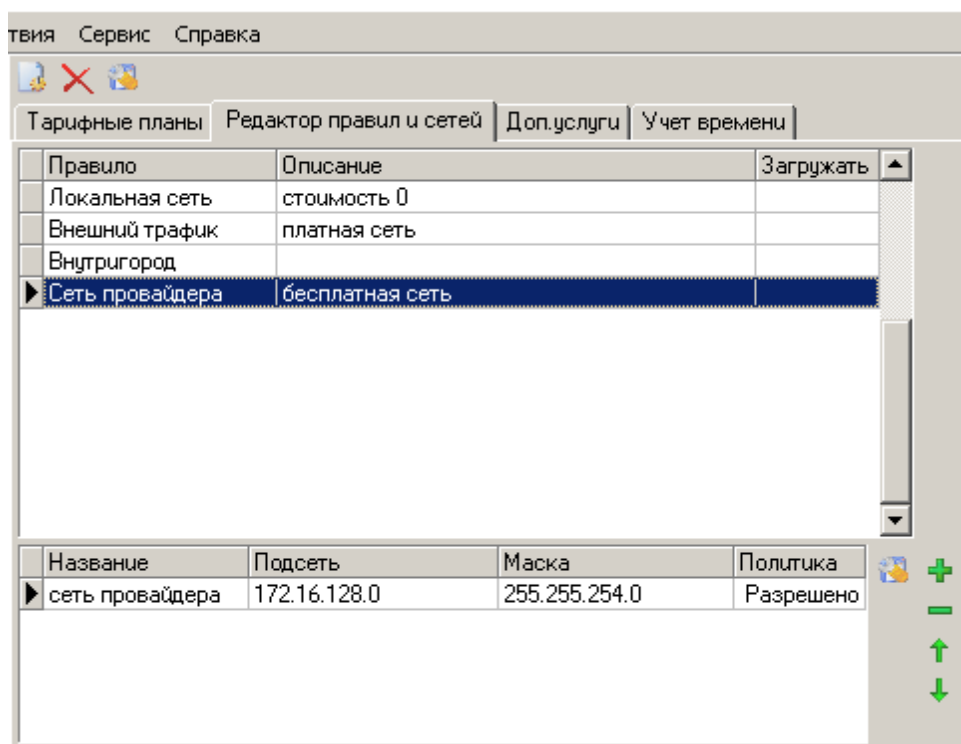 твия Сервис Справка
Тарифные планы Редактор правил и сетей Доп.услуги Учет времени
Правило Описание Загружать
Локальная сеть стоимость 0
Внешний трафик платная сеть
Внутригород
Сеть провайдера бесплатная сеть
Название Подсеть Маска Политика
сеть провайдера 172.16.128.0 255.255.254.0 Разрешено